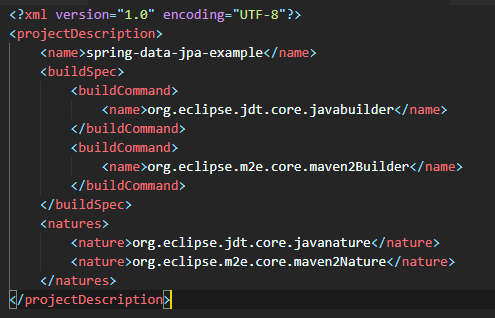 <?xml version="1.0" encoding="UTF-8"?>
<projectDescription>
    <name>spring-data-jpa-example</name>
    <buildSpec>
        <buildCommand>
            <name>org.eclipse.jdt.core.javabuilder</name>
        </buildCommand>
        <buildCommand>
            <name>org.eclipse.m2e.core.maven2Builder</name>
        </buildCommand>
    </buildSpec>
    <natures>
        <nature>org.eclipse.jdt.core.javanature</nature>
        <nature>org.eclipse.m2e.core.maven2Nature</nature>
    </natures>
</projectDescription>